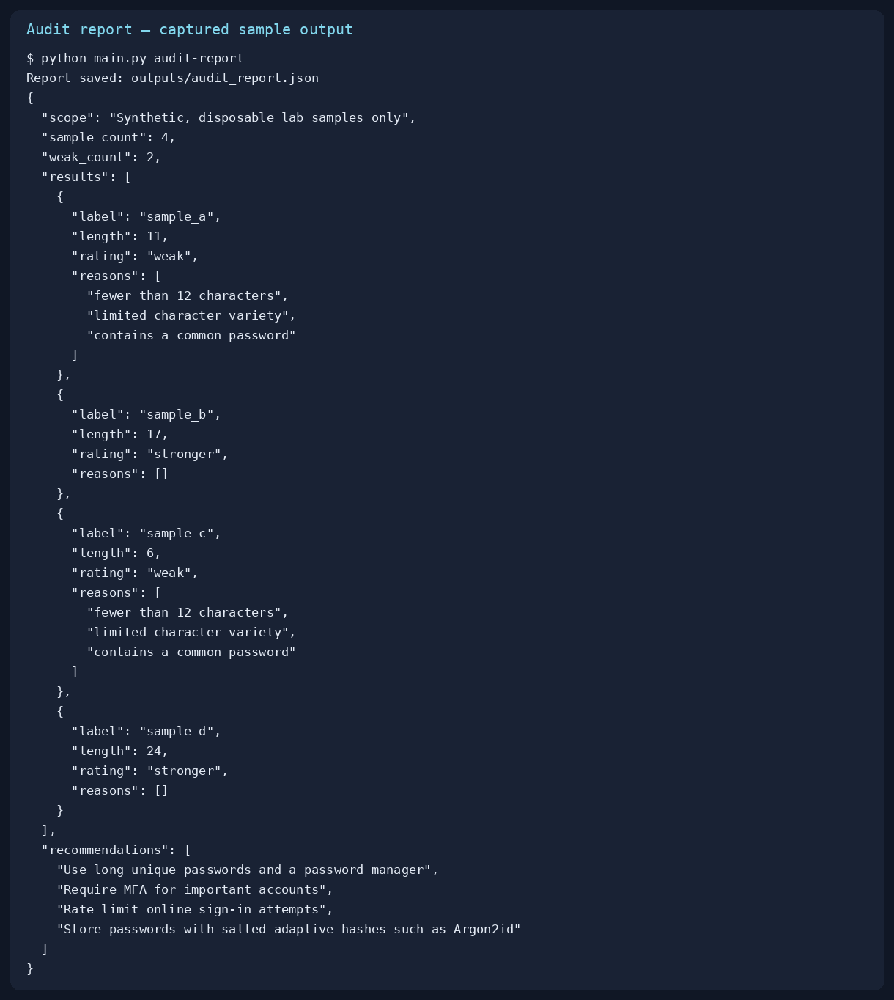 Audit report — captured sample output
$ python main.py audit-report
Report saved: outputs/audit_report.json
{
  "scope": "Synthetic, disposable lab samples only",
  "sample_count": 4,
  "weak_count": 2,
  "results": [
    {
      "label": "sample_a",
      "length": 11,
      "rating": "weak",
      "reasons": [
        "fewer than 12 characters",
        "limited character variety",
        "contains a common password"
      ]
    },
    {
      "label": "sample_b",
      "length": 17,
      "rating": "stronger",
      "reasons": []
    },
    {
      "label": "sample_c",
      "length": 6,
      "rating": "weak",
      "reasons": [
        "fewer than 12 characters",
        "limited character variety",
        "contains a common password"
      ]
    },
    {
      "label": "sample_d",
      "length": 24,
      "rating": "stronger",
      "reasons": []
    }
  ],
  "recommendations": [
    "Use long unique passwords and a password manager",
    "Require MFA for important accounts",
    "Rate limit online sign-in attempts",
    "Store passwords with salted adaptive hashes such as Argon2id"
  ]
}